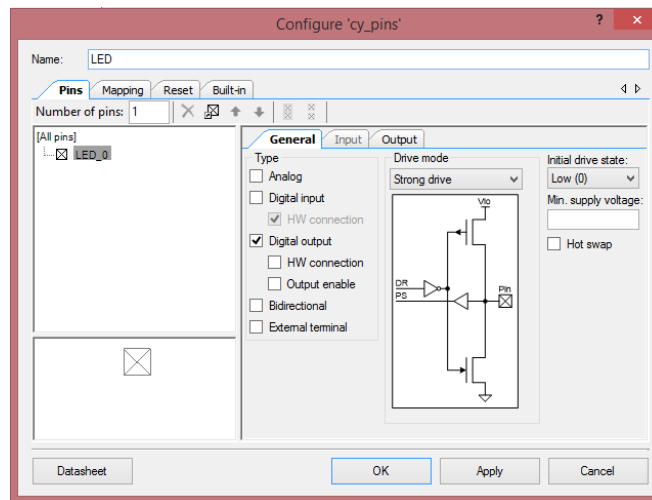 Configure 'cy_pins'
?
×
Name: LED
Pins Mapping Reset Built-in
Number of pins: 1
[All pins]
LED_0
General Input Output
Type
Analog
Digital input
HW connection
Digital output
HW connection
Output enable
Bidirectional
External terminal
Drive mode
Strong drive
Vio
DR
PS
Pin
Initial drive state:
Low (0)
Min. supply voltage:
Hot swap
Datasheet OK Apply Cancel